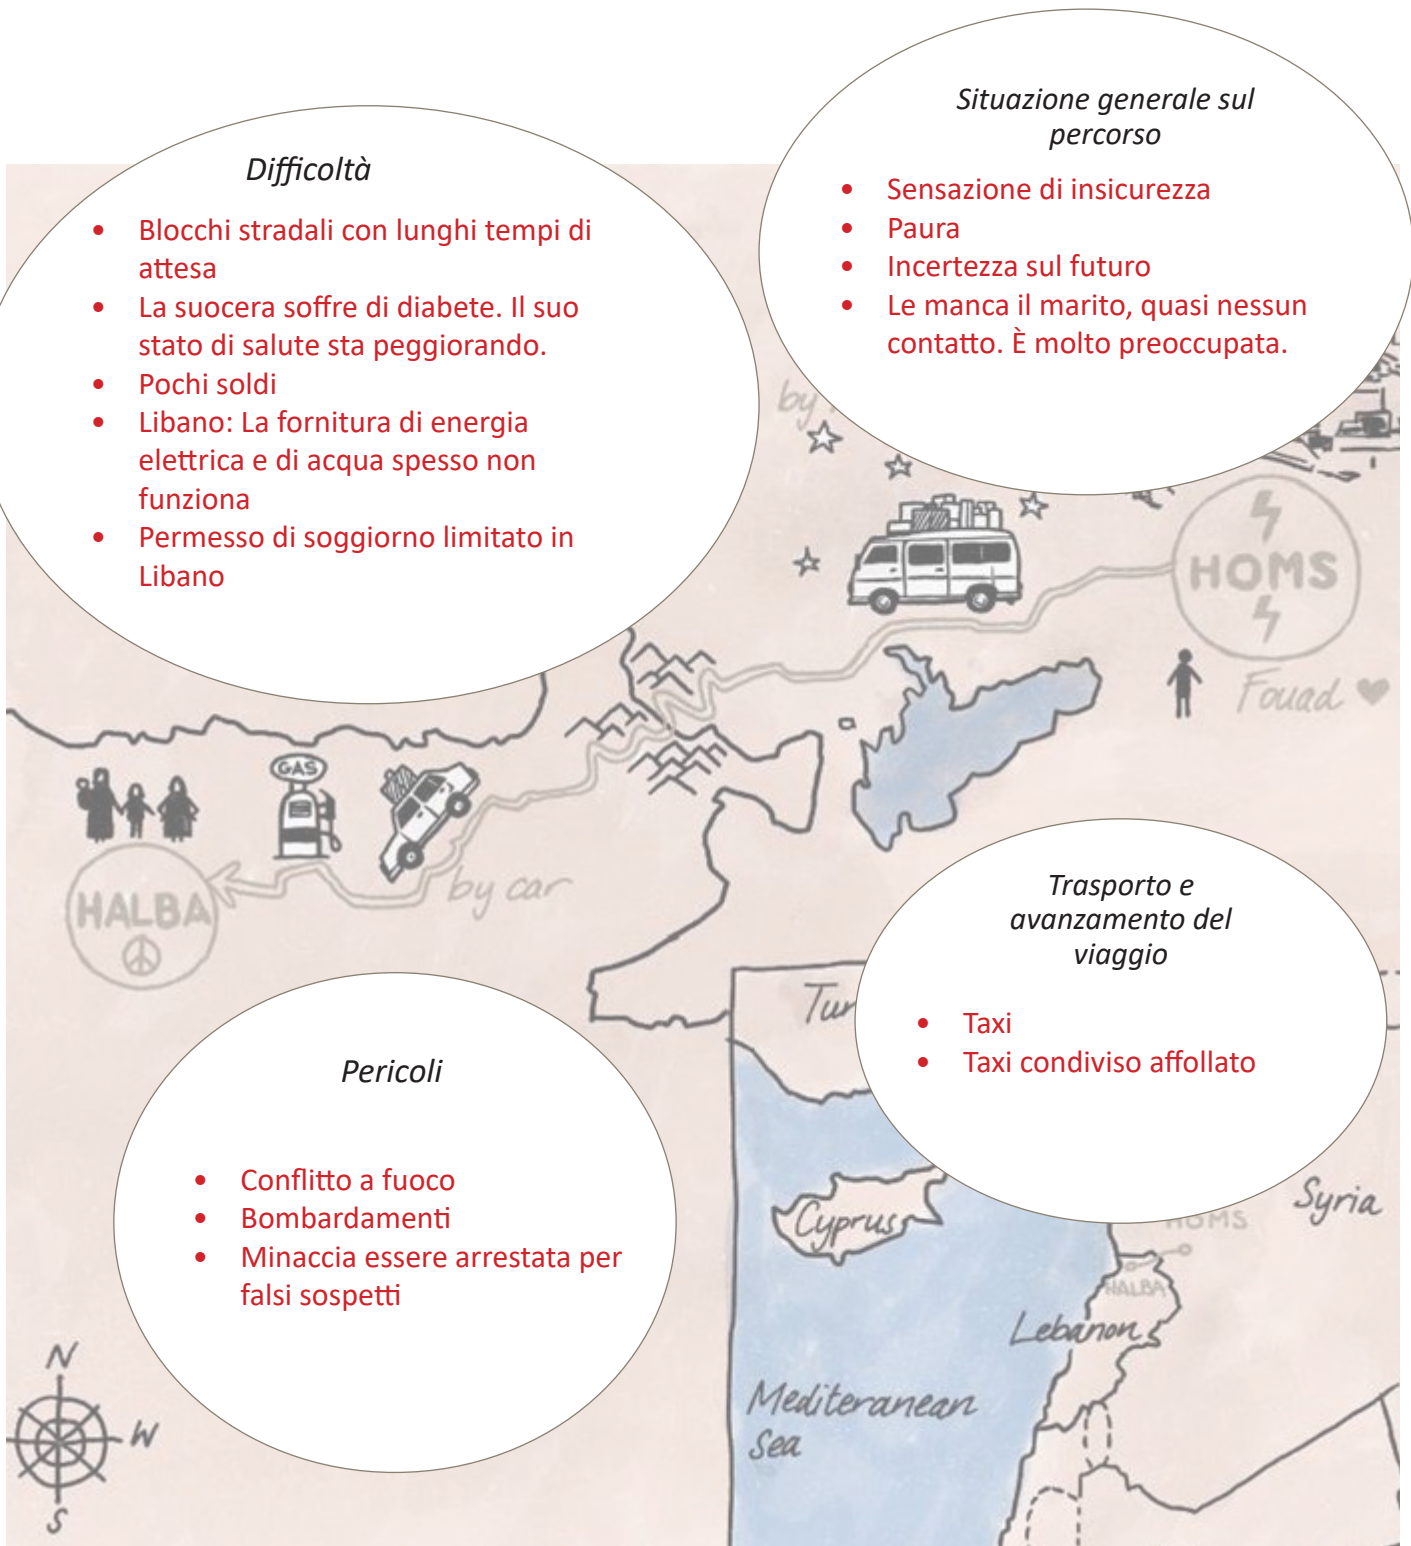 Situazione generale sul
percorso
• Sensazione di insicurezza
• Paura
• Incertezza sul futuro
• Le manca il marito, quasi nessun
contatto. È molto preoccupata.
Difficoltà
• Blocchi stradali con lunghi tempi di
attesa
• La suocera soffre di diabete. Il suo
stato di salute sta peggiorando.
• Pochi soldi
• Libano: La fornitura di energia
elettrica e di acqua spesso non
funziona
• Permesso di soggiorno limitato in
Libano
by
HOMS
Fouad
GAS
by car
HALBA
Trasporto e
avanzamento del
viaggio
• Taxi
• Taxi condiviso affollato
Pericoli
• Conflitto a fuoco
• Bombardamenti
• Minaccia essere arrestata per
falsi sospetti
Cyprus
Syria
HOMS
HALBA
Lebanon
Mediteranean
Sea
N
W
S